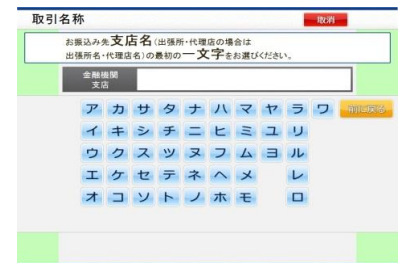 取引名称
取消
お振込み先支店名(出張所・代理店の場合は
出張所名・代理店名)の最初の一文字をお選びください。
金融機関
支店
ア カ サ タ ナ ハ マ ヤ ラ ワ 前に戻る
イ キ シ チ ニ ヒ ミ ユ リ
ウ ク ス ツ ヌ フ ム ヨ ル
エ ケ セ テ ネ ヘ メ レ
オ コ ソ ト ノ ホ モ ロ